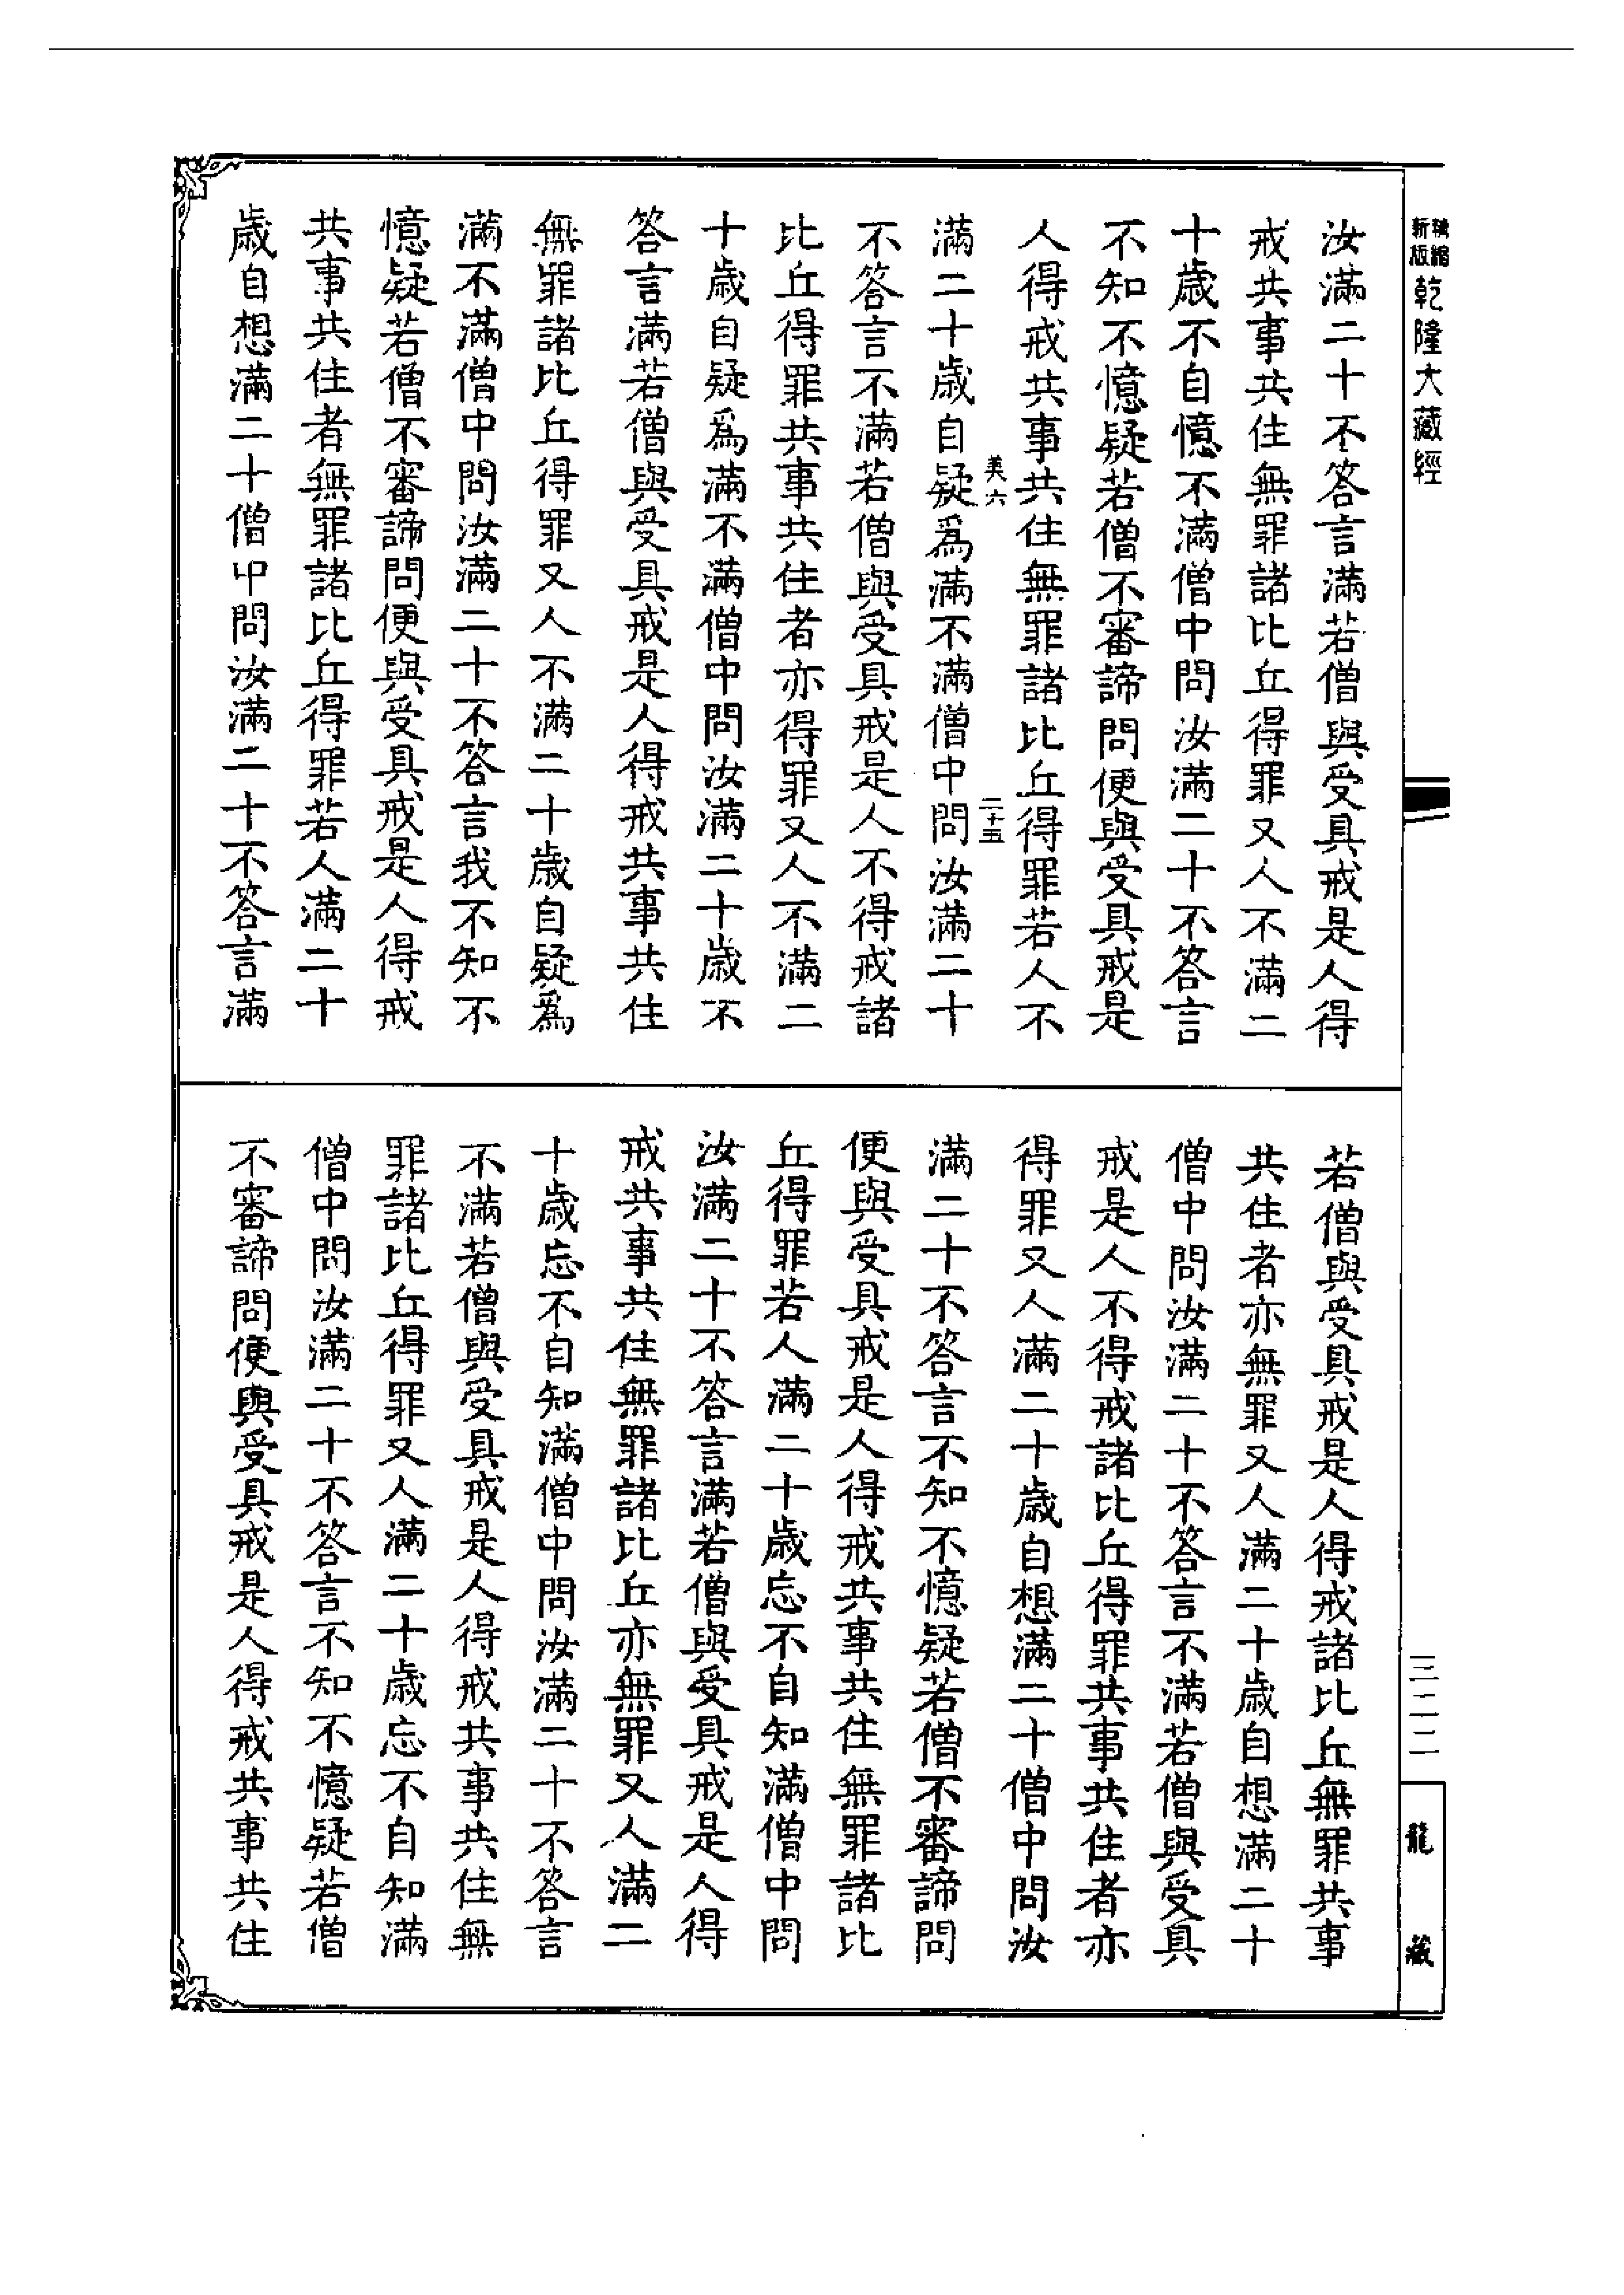 新版精縮乾隆大藏經
汝滿二十不答言滿若僧與受具戒是人得
戒共事共住無罪諸比丘得罪又人不滿二
十歲不自憶不滿僧中問汝滿二十不答言
不知不憶疑若僧不審諦問便與受具戒是
人得戒共事共住無罪諸比丘得罪若人不
美六
二十五
滿二十歲自疑爲滿不滿僧中問汝滿二十
不答言不滿若僧與受具戒是人不得戒諸
比丘得罪共事共住者亦得罪又人不滿二
十歲自疑爲滿不滿僧中問汝滿二十歲不
答言滿若僧與受具戒是人得戒共事共住
無罪諸比丘得罪又人不滿二十歲自疑爲
滿不滿僧中問汝滿二十不答言我不知不
憶疑若僧不審諦問便與受具戒是人得戒
共事共住者無罪諸比丘得罪若人滿二十
歲自想滿二十僧中問汝滿二十不答言滿
若僧與受具戒是人得戒諸比丘無罪共事
共住者亦無罪又人滿二十歲自想滿二十
僧中問汝滿二十不答言不滿若僧與受具
戒是人不得戒諸比丘得罪共事共住者亦
得罪又人滿二十歲自想滿二十僧中問汝
滿二十不答言不知不憶疑若僧不審諦問
便與受具戒是人得戒共事共住無罪諸比
丘得罪若人滿二十歲忘不自知滿僧中問
汝滿二十不答言滿若僧與受具戒是人得
戒共事共住無罪諸比丘亦無罪又人滿二
十歲忘不自知滿僧中問汝滿二十不答言
不滿若僧與受具戒是人得戒共事共住無
罪諸比丘得罪又人滿二十歲忘不自知滿
僧中問汝滿二十不答言不知不憶疑若僧
不審諦問便與受具戒是人得戒共事共住
三二二
龍藏